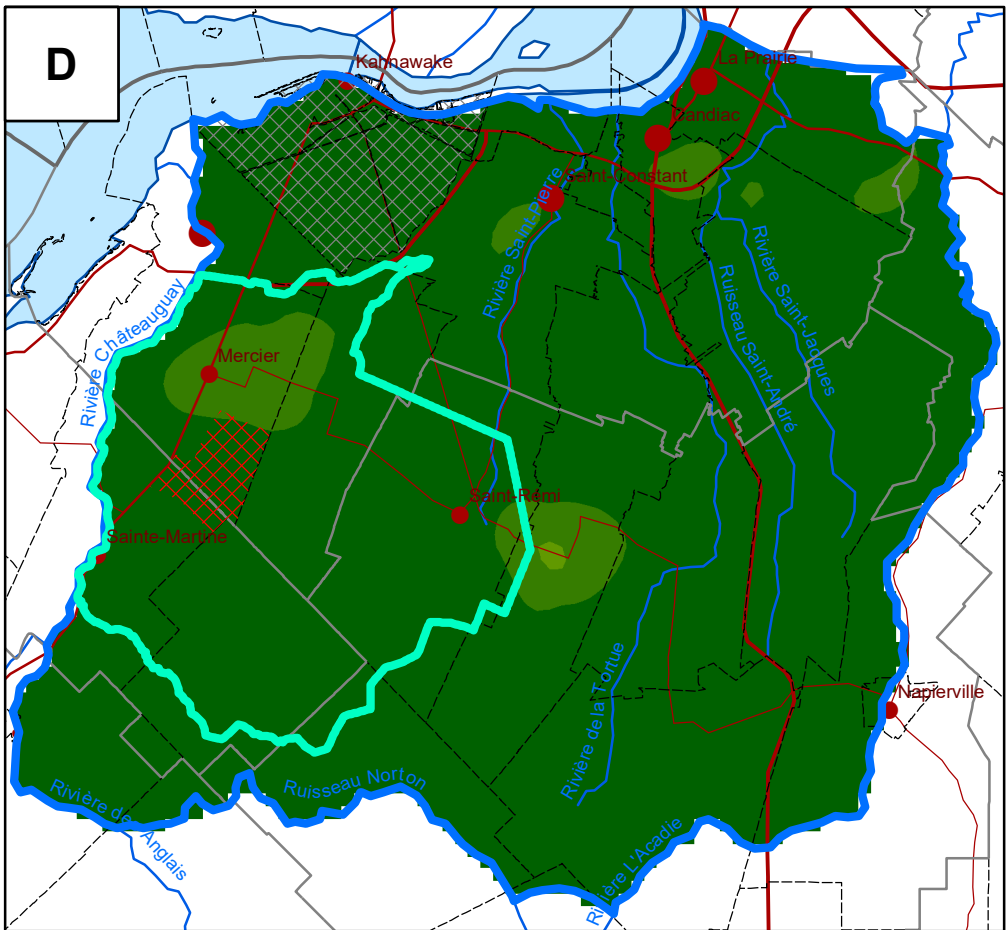 D
Kahnawake
La Prairie
Candiac
Saint-Constant
Rivière Saint-Pierre
Rivière Saint-Jacques
Ruisseau Saint-André
Rivière Châteauguay
Mercier
Saint-Rémi
Sainte-Martine
Rivière de la Tortue
Napierville
Ruisseau Norton
Rivière des Anglais
Rivière L'Acadie